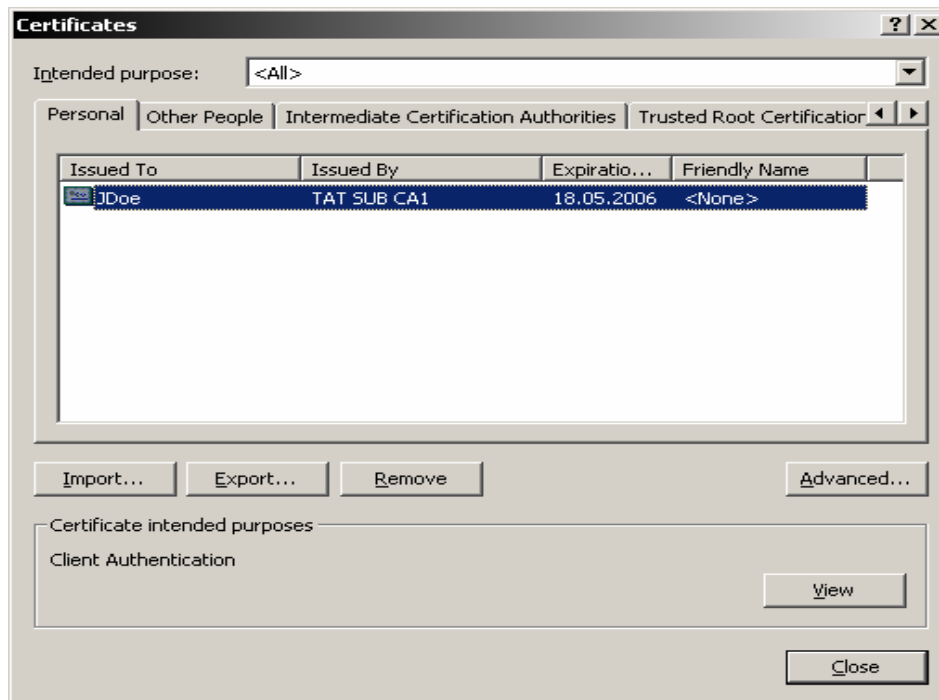 Certificates
Intended purpose: <All>
Personal Other People Intermediate Certification Authorities Trusted Root Certification
Issued To Issued By Expiratio... Friendly Name
JDoe TAT SUB CA1 18.05.2006 <None>
Import... Export... Remove Advanced...
Certificate intended purposes
Client Authentication
View
Close